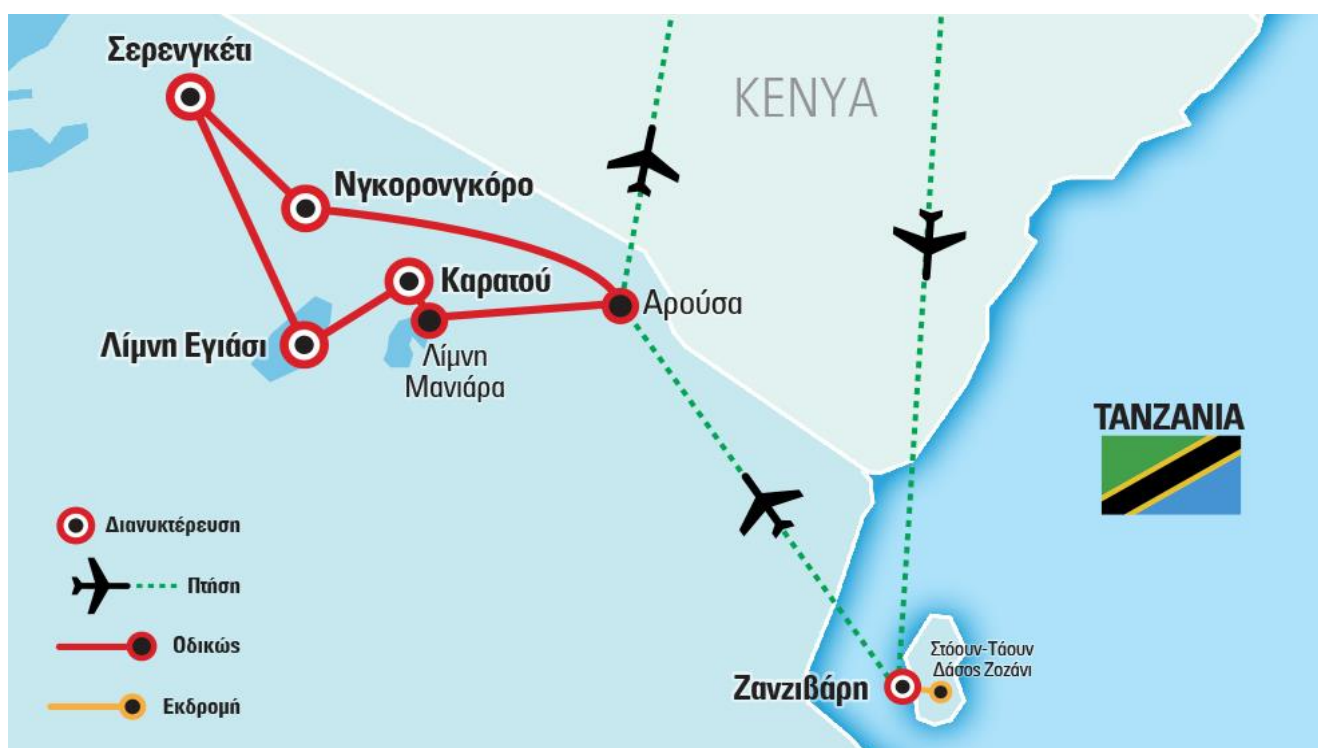 Σερενγκέτι
KENYA
Νγκορονγκόρο
Καρατού
Αρούσα
Λίμνη Εγιάσι
Λίμνη
Μανιάρα
TANZANIA
Διανυκτέρευση
Πτήση
Οδικώς
Εκδρομή
Στόουν-Τάουν
Δάσος Ζοζάνι
Ζανζιβάρη